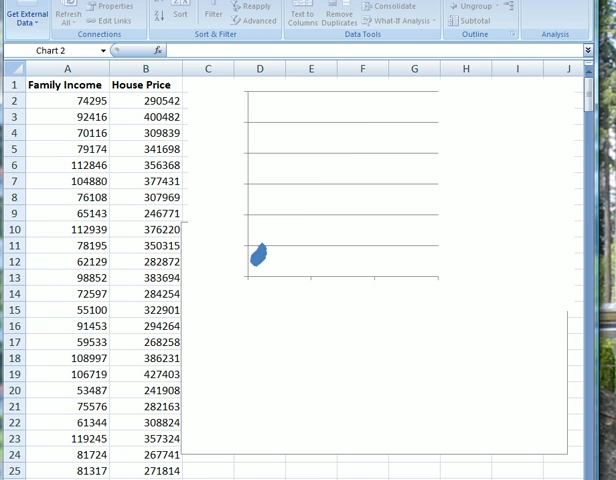 Properties Reapply Consolidate Ungroup
Get External Data Refresh All Edit Links Sort Filter Advanced Text to Columns Remove Duplicates What-If Analysis Outline Subtotal
Connections Sort & Filter Data Tools Outline Analysis
Chart 2 fx
A B C D E F G H I J
1 Family Income House Price
2 74295 290542
3 92416 400482
4 70116 309839
5 79174 341698
6 112846 356368
7 104880 377431
8 76108 307969
9 65143 246771
10 112939 376220
11 78195 350315
12 62129 282872
13 98852 383694
14 72597 284254
15 55100 322901
16 91453 294264
17 59533 268258
18 108997 386231
19 106719 427403
20 53487 241908
21 75576 282163
22 61344 308824
23 119245 357324
24 81724 267741
25 81317 271814